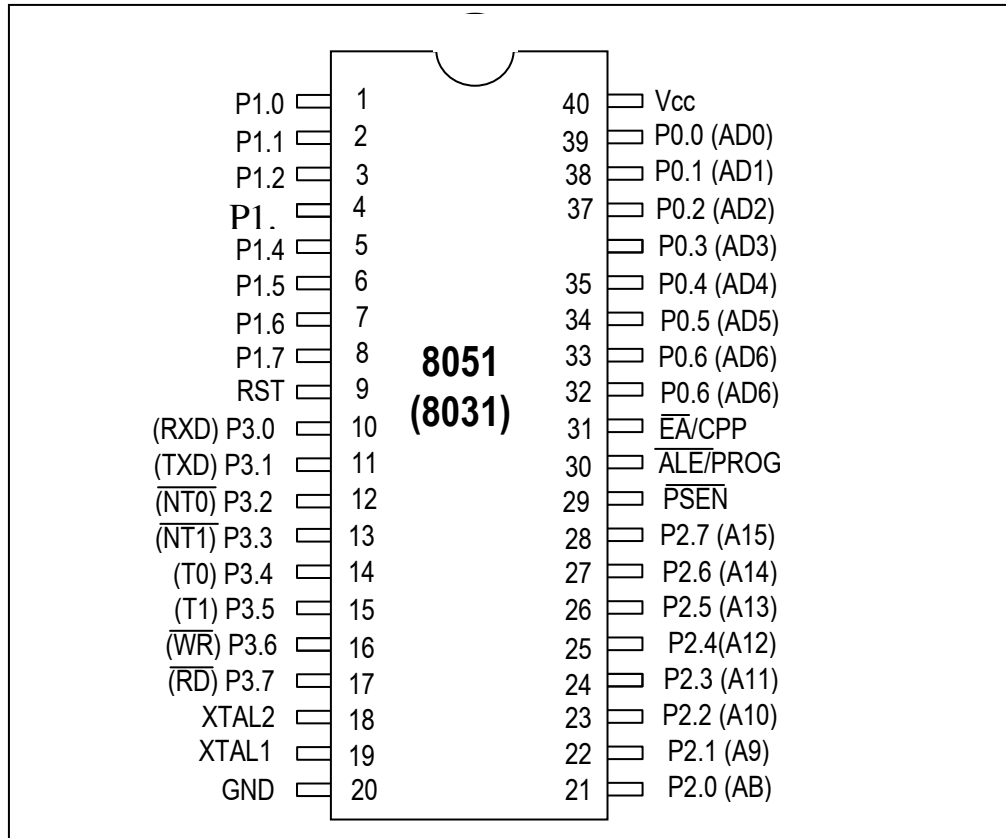 P1.0 1 40 Vcc
P1.1 2 39 P0.0 (AD0)
P1.2 3 38 P0.1 (AD1)
P1. 4 37 P0.2 (AD2)
P1.4 5 P0.3 (AD3)
P1.5 6 35 P0.4 (AD4)
P1.6 7 34 P0.5 (AD5)
P1.7 8 33 P0.6 (AD6)
8051
RST 9 32 P0.6 (AD6)
(8031)
(RXD) P3.0 10 31 EA/CPP
(TXD) P3.1 11 30 ALE/PROG
(NT0) P3.2 12 29 PSEN
(NT1) P3.3 13 28 P2.7 (A15)
(T0) P3.4 14 27 P2.6 (A14)
(T1) P3.5 15 26 P2.5 (A13)
(WR) P3.6 16 25 P2.4(A12)
(RD) P3.7 17 24 P2.3 (A11)
XTAL2 18 23 P2.2 (A10)
XTAL1 19 22 P2.1 (A9)
GND 20 21 P2.0 (AB)